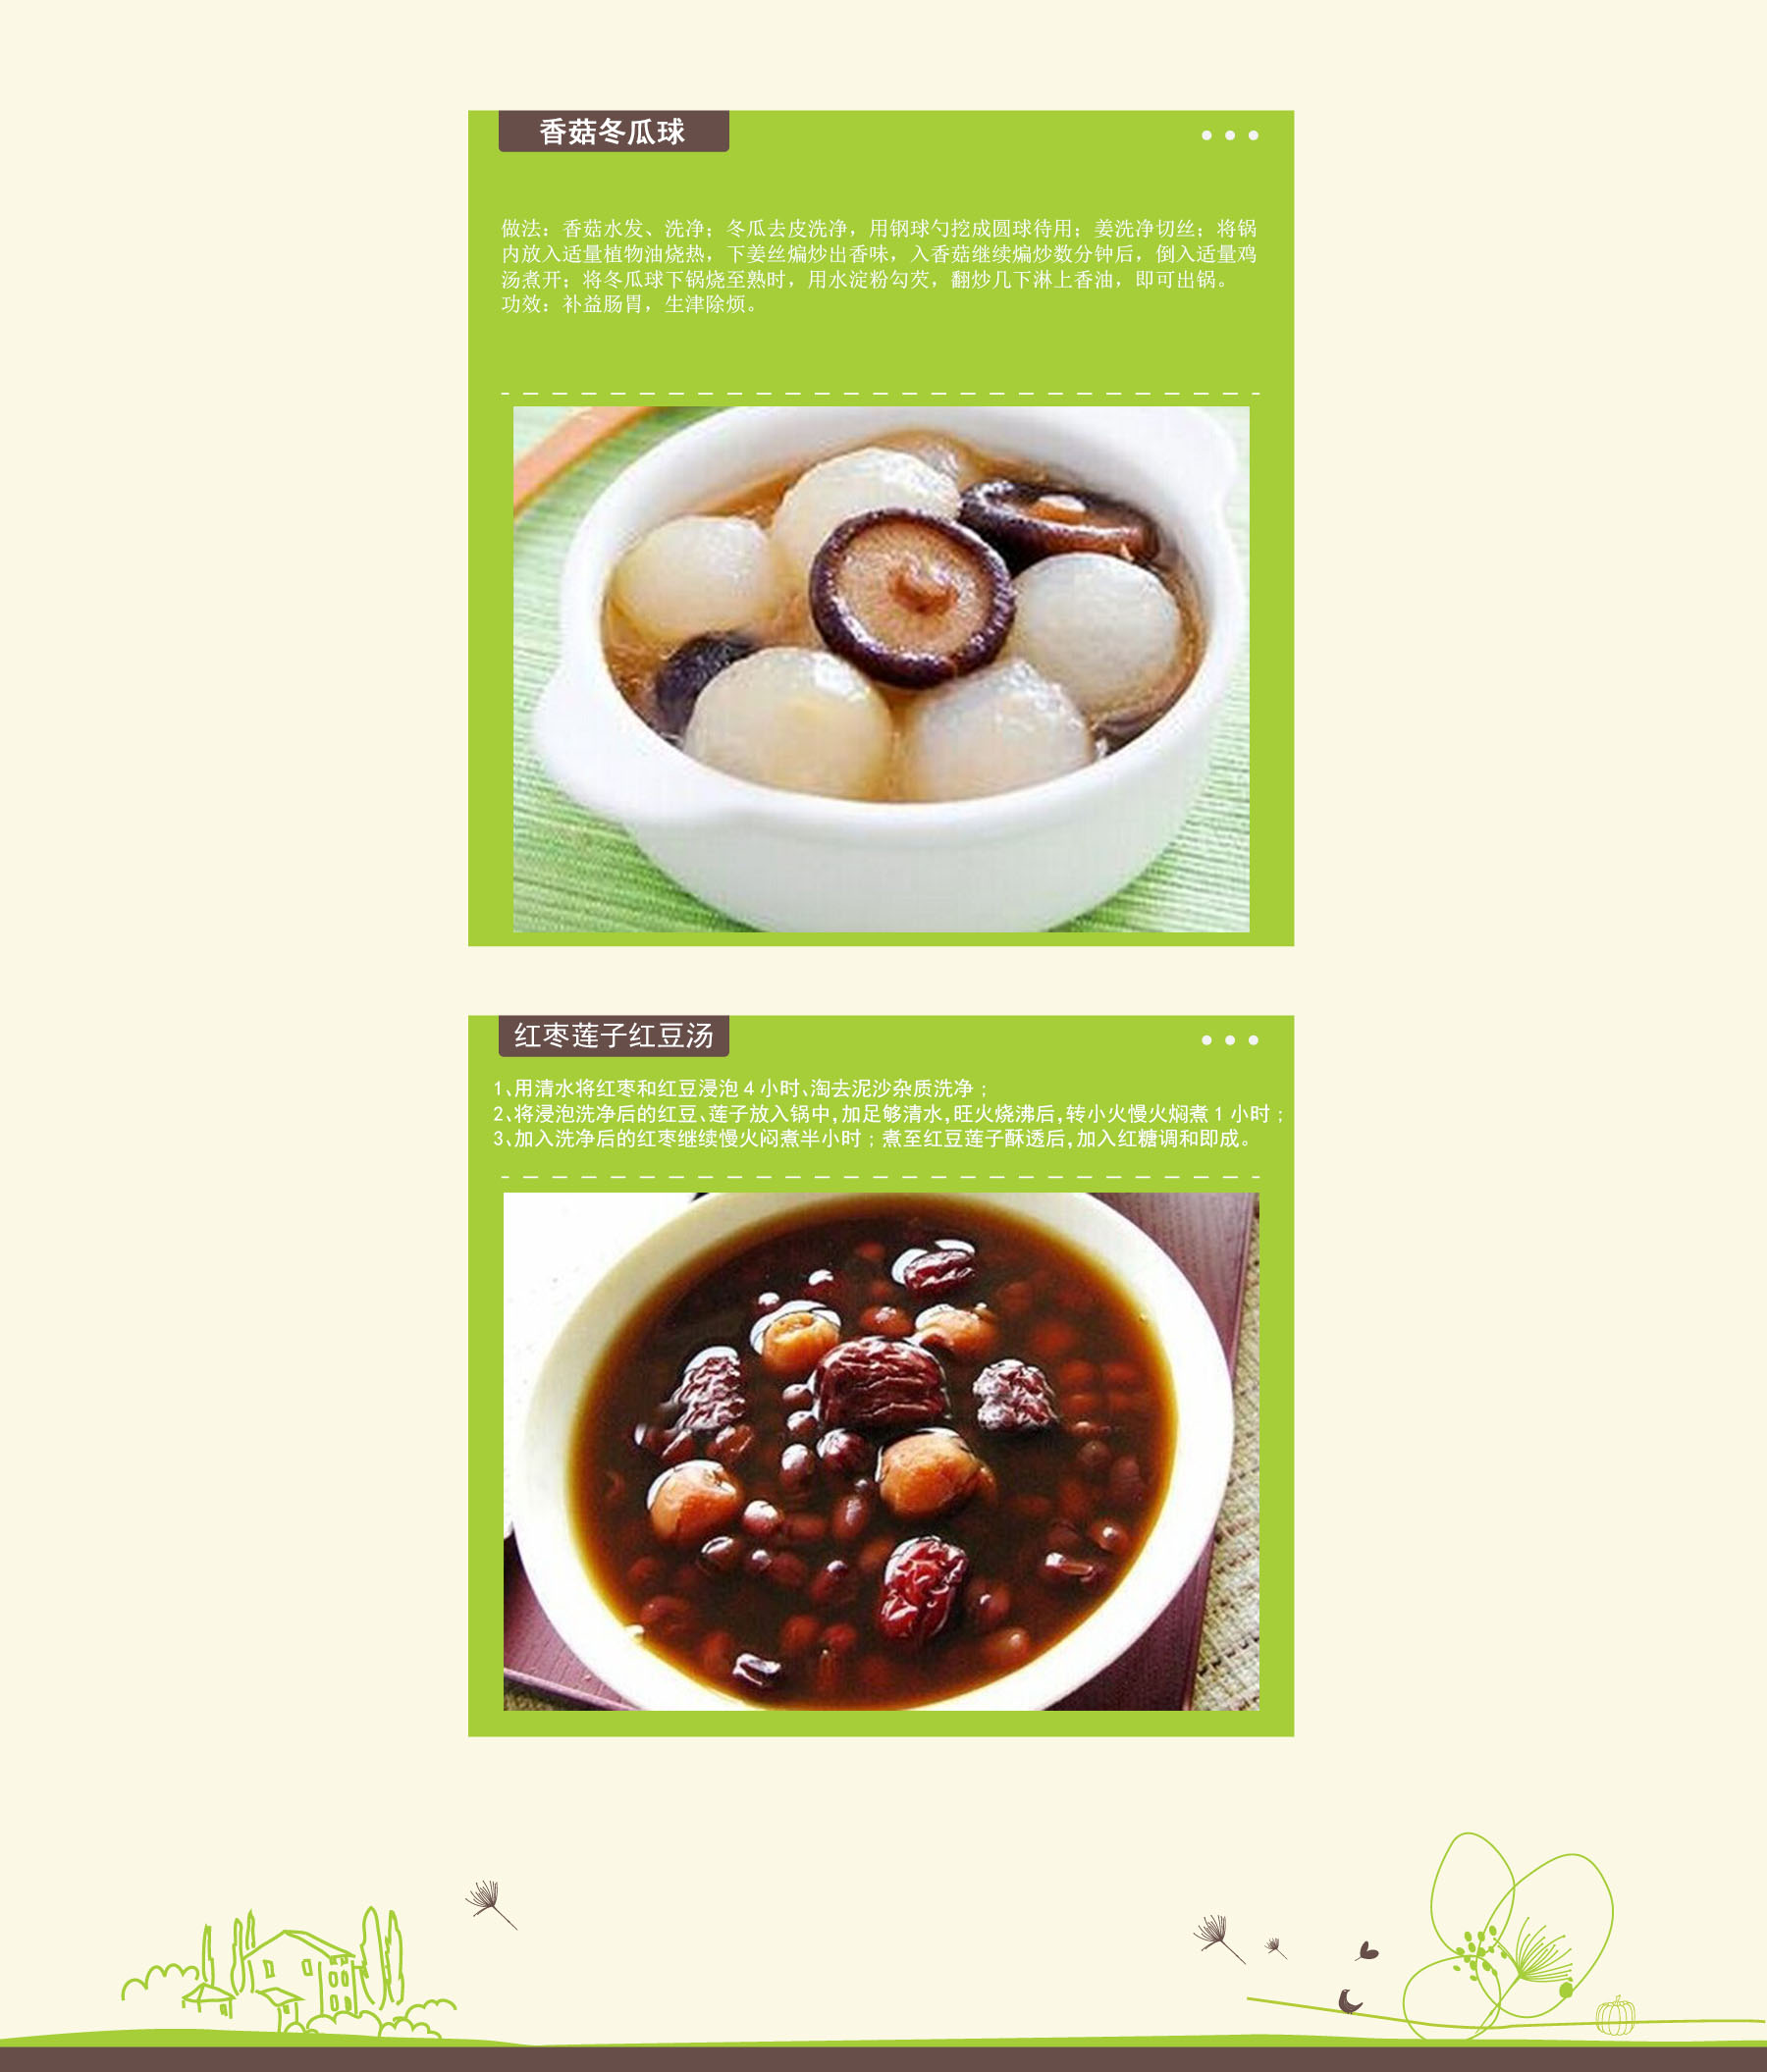 香菇冬瓜球
做法：香菇水发、洗净；冬瓜去皮洗净，用钢球勺挖成圆球待用；姜洗净切丝；将锅
内放入适量植物油烧热，下姜丝煸炒出香味，入香菇继续煸炒数分钟后，倒入适量鸡
汤煮开；将冬瓜球下锅烧至熟时，用水淀粉勾芡，翻炒几下淋上香油，即可出锅。
功效：补益肠胃，生津除烦。
红枣莲子红豆汤
1、用清水将红枣和红豆浸泡4小时、淘去泥沙杂质洗净；
2、将浸泡洗净后的红豆、莲子放入锅中，加足够清水，旺火烧沸后，转小火慢火焖煮1小时；
3、加入洗净后的红枣继续慢火闷煮半小时；煮至红豆莲子酥透后，加入红糖调和即成。